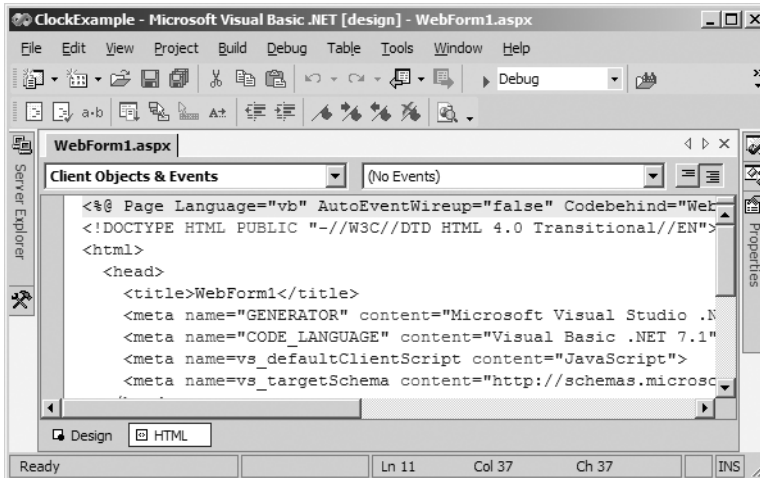 ClockExample - Microsoft Visual Basic .NET [design] - WebForm1.aspx
File Edit View Project Build Debug Table Tools Window Help
Debug
a·b A±
WebForm1.aspx
Client Objects & Events (No Events)
Server Explorer
Properties
<%@ Page Language="vb" AutoEventWireup="false" Codebehind="Web
<!DOCTYPE HTML PUBLIC "-//W3C//DTD HTML 4.0 Transitional//EN">
<html>
<head>
<title>WebForm1</title>
<meta name="GENERATOR" content="Microsoft Visual Studio .N
<meta name="CODE_LANGUAGE" content="Visual Basic .NET 7.1"
<meta name=vs_defaultClientScript content="JavaScript">
<meta name=vs_targetSchema content="http://schemas.microsc
Design HTML
Ready Ln 11 Col 37 Ch 37 INS